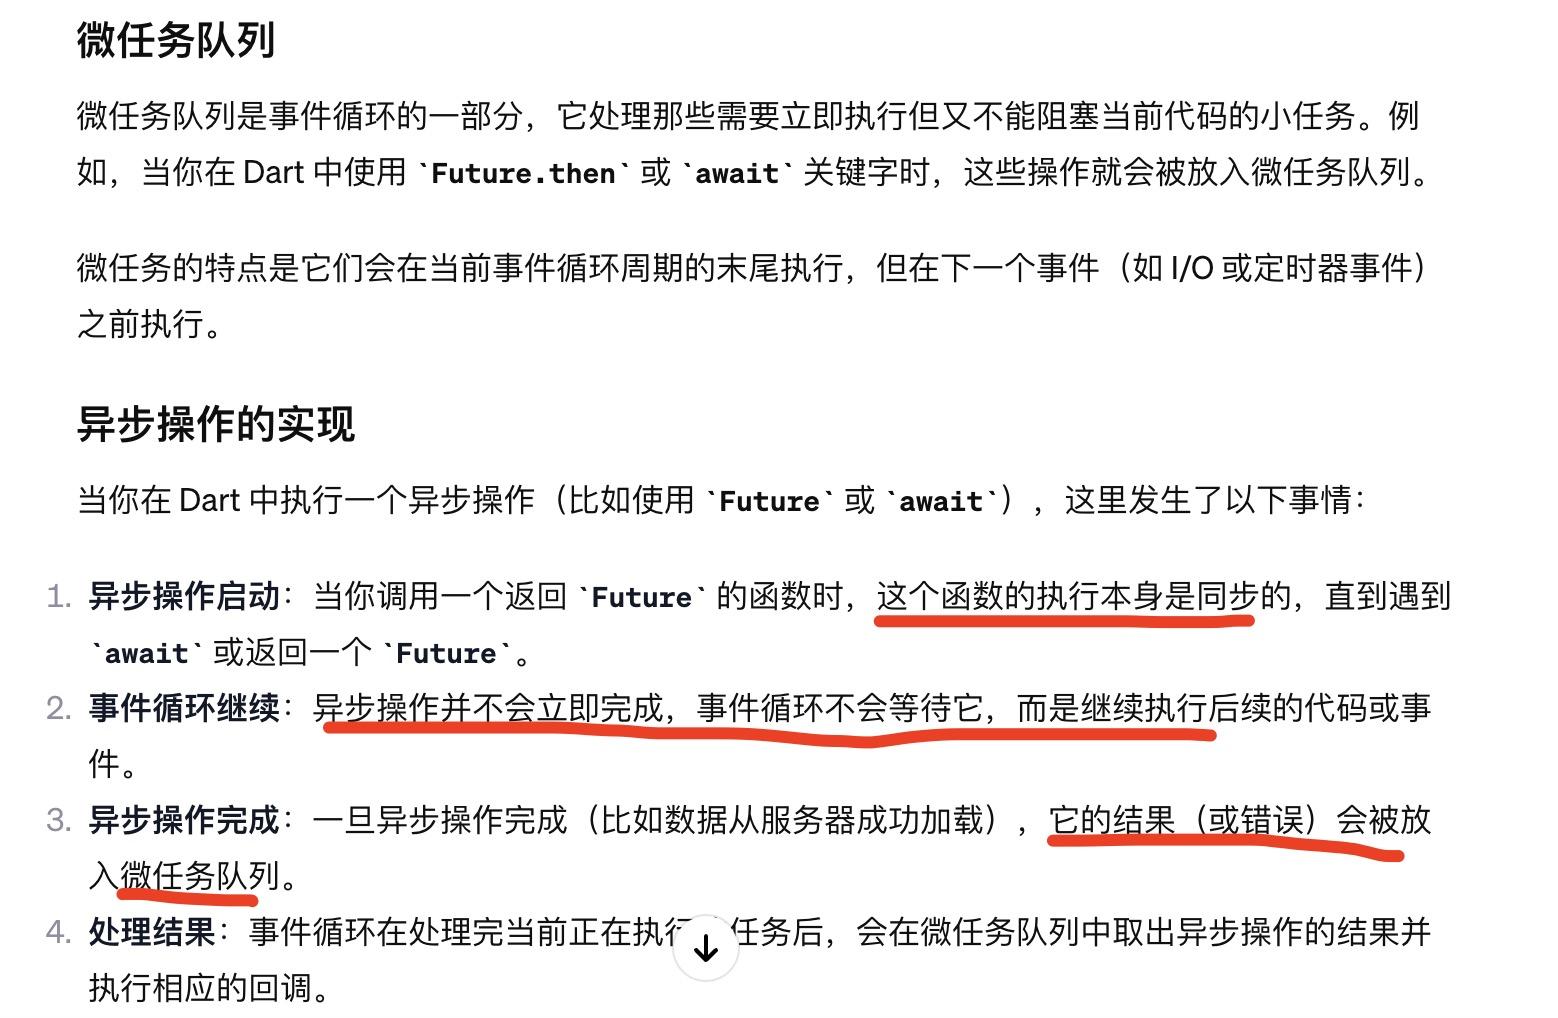 微任务队列
微任务队列是事件循环的一部分，它处理那些需要立即执行但又不能阻塞当前代码的小任务。例
如，当你在 Dart 中使用 `Future.then` 或 `await` 关键字时，这些操作就会被放入微任务队列。
微任务的特点是它们会在当前事件循环周期的末尾执行，但在下一个事件（如 I/O 或定时器事件）
之前执行。
异步操作的实现
当你在 Dart 中执行一个异步操作（比如使用 `Future` 或 `await`），这里发生了以下事情：
1. 异步操作启动：当你调用一个返回 `Future` 的函数时，这个函数的执行本身是同步的，直到遇到
`await` 或返回一个 `Future`。
2. 事件循环继续：异步操作并不会立即完成，事件循环不会等待它，而是继续执行后续的代码或事
件。
3. 异步操作完成：一旦异步操作完成（比如数据从服务器成功加载），它的结果（或错误）会被放
入微任务队列。
4. 处理结果：事件循环在处理完当前正在执行任务后，会在微任务队列中取出异步操作的结果并
执行相应的回调。